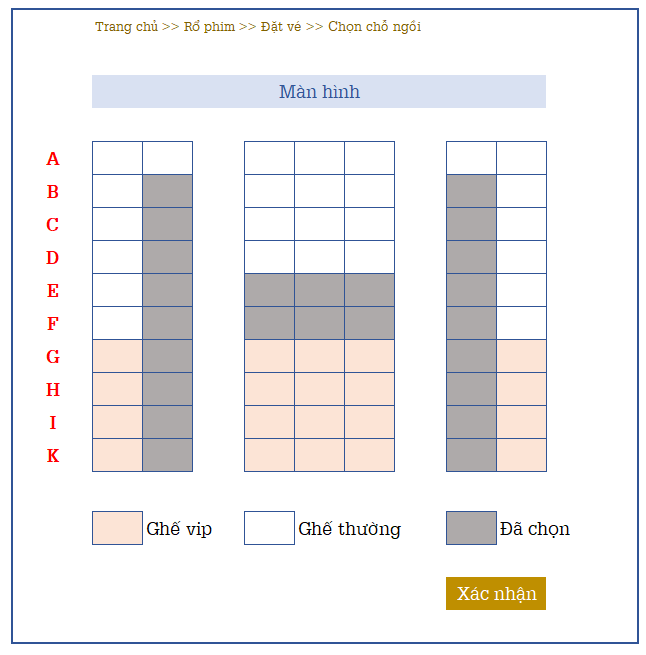 Trang chủ >> Rổ phim >> Đặt vé >> Chọn chỗ ngồi
Màn hình
A
B
C
D
E
F
G
H
I
K
Ghế vip Ghế thường Đã chọn
Xác nhận